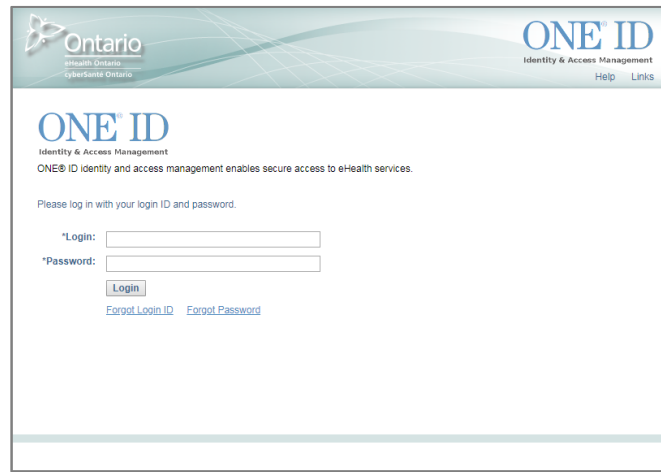 Ontario
eHealth Ontario
cyberSanté Ontario
ONE® ID
Identity & Access Management
Help Links
ONE® ID
Identity & Access Management
ONE® ID identity and access management enables secure access to eHealth services.
Please log in with your login ID and password.
*Login:
*Password:
Login
Forgot Login ID Forgot Password